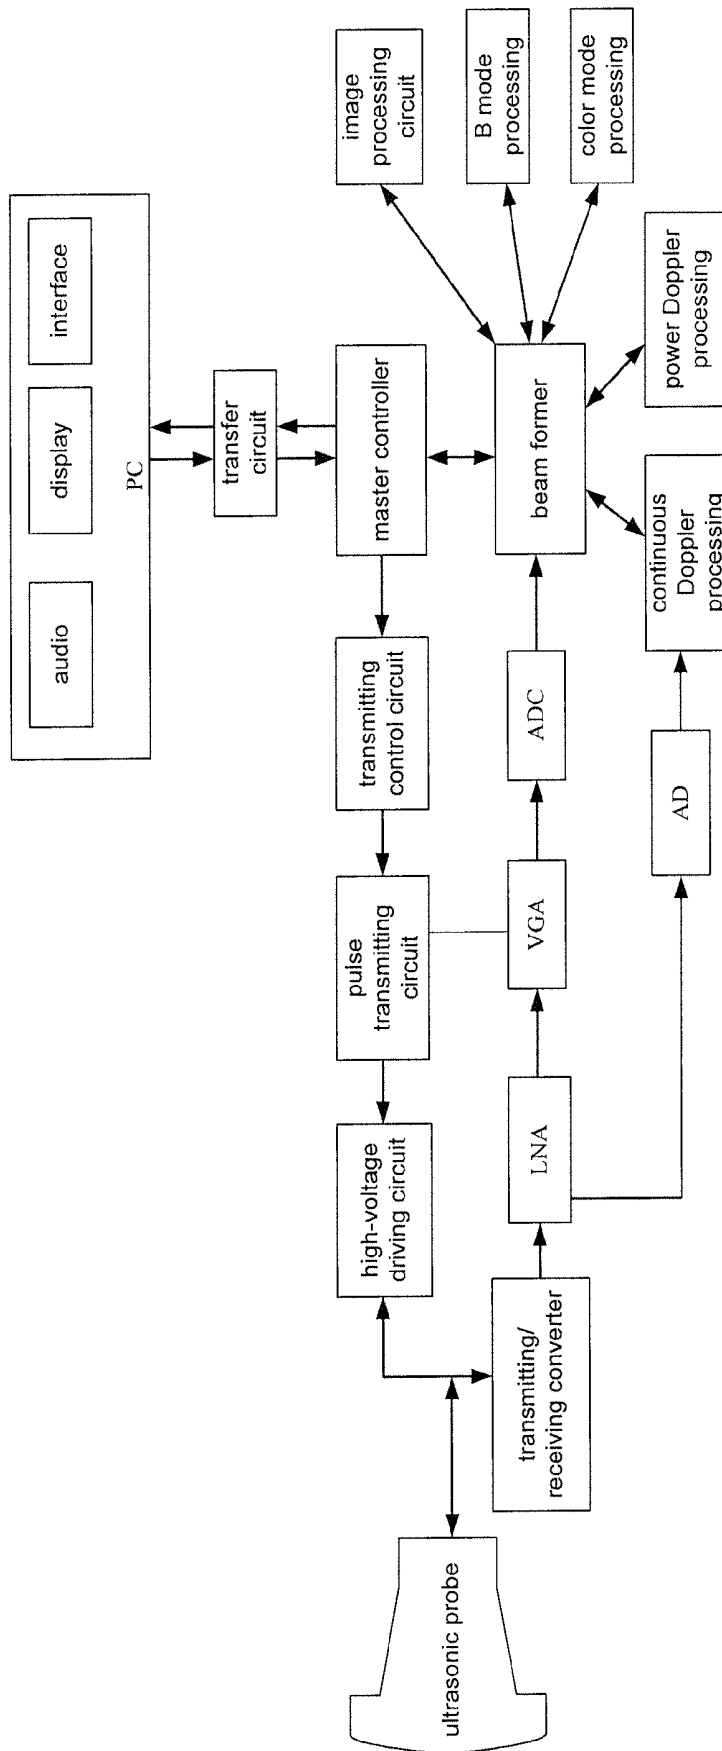 audio
display
interface
PC
transfer
circuit
image
processing
circuit
high-voltage
driving circuit
pulse
transmitting
circuit
transmitting
control circuit
master controller
B mode
processing
ultrasonic probe
transmitting/
receiving converter
LNA
VGA
ADC
beam former
color mode
processing
AD
continuous
Doppler
processing
power Doppler
processing